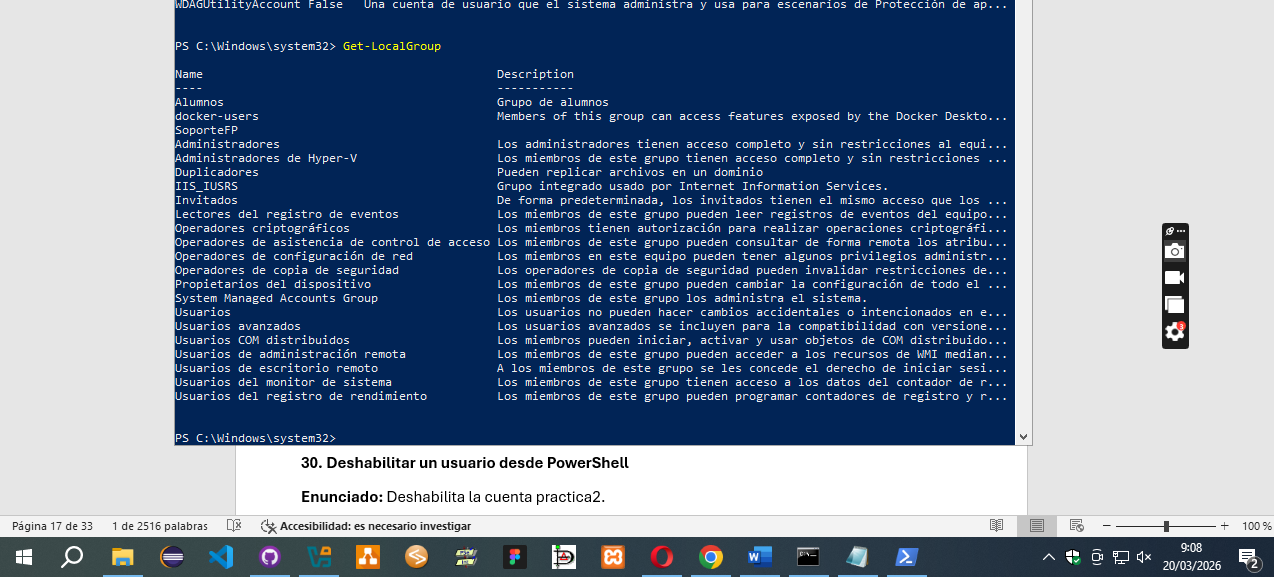 WDAGUtilityAccount False   Una cuenta de usuario que el sistema administra y usa para escenarios de Protección de ap...
PS C:\Windows\system32> Get-LocalGroup
Name                                         Description
----                                         -----------
Alumnos                                      Grupo de alumnos
docker-users                                 Members of this group can access features exposed by the Docker Deskto...
SoporteFP
Administradores                              Los administradores tienen acceso completo y sin restricciones al equi...
Administradores de Hyper-V                   Los miembros de este grupo tienen acceso completo y sin restricciones ...
Duplicadores                                 Pueden replicar archivos en un dominio
IIS_IUSRS                                    Grupo integrado usado por Internet Information Services.
Invitados                                    De forma predeterminada, los invitados tienen el mismo acceso que los ...
Lectores del registro de eventos             Los miembros de este grupo pueden leer registros de eventos del equipo...
Operadores criptográficos                    Los miembros tienen autorización para realizar operaciones criptográfi...
Operadores de asistencia de control de acceso Los miembros de este grupo pueden consultar de forma remota los atribu...
Operadores de configuración de red           Los miembros en este equipo pueden tener algunos privilegios administr...
Operadores de copia de seguridad             Los operadores de copia de seguridad pueden invalidar restricciones de...
Propietarios del dispositivo                 Los miembros de este grupo pueden cambiar la configuración de todo el ...
System Managed Accounts Group                Los miembros de este grupo los administra el sistema.
Usuarios                                     Los usuarios no pueden hacer cambios accidentales o intencionados en e...
Usuarios avanzados                           Los usuarios avanzados se incluyen para la compatibilidad con versione...
Usuarios COM distribuidos                    Los miembros pueden iniciar, activar y usar objetos de COM distribuido...
Usuarios de administración remota            Los miembros de este grupo pueden acceder a los recursos de WMI median...
Usuarios de escritorio remoto                A los miembros de este grupo se les concede el derecho de iniciar sesi...
Usuarios del monitor de sistema              Los miembros de este grupo tienen acceso a los datos del contador de r...
Usuarios del registro de rendimiento         Los miembros de este grupo pueden programar contadores de registro y r...
PS C:\Windows\system32>
30. Deshabilitar un usuario desde PowerShell
Enunciado: Deshabilita la cuenta practica2.
Página 17 de 33   1 de 2516 palabras   Accesibilidad: es necesario investigar   100 %
9:08
20/03/2026
2